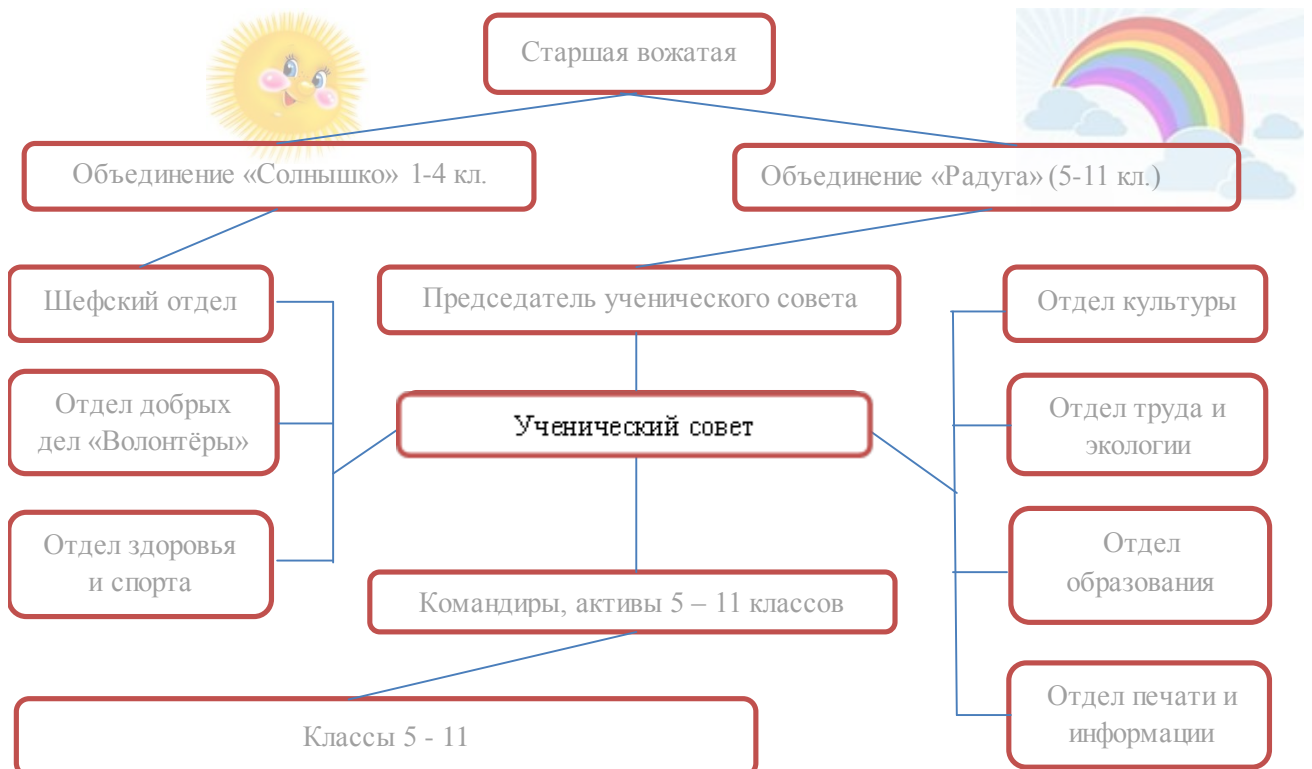 Старшая вожатая
Объединение «Солнышко» 1-4 кл.
Объединение «Радуга» (5-11 кл.)
Шефский отдел
Председатель ученического совета
Отдел культуры
Отдел добрых
дел «Волонтёры»
Ученический совет
Отдел труда и
экологии
Отдел здоровья
и спорта
Отдел
образования
Командиры, активы 5 – 11 классов
Отдел печати и
информации
Классы 5 - 11